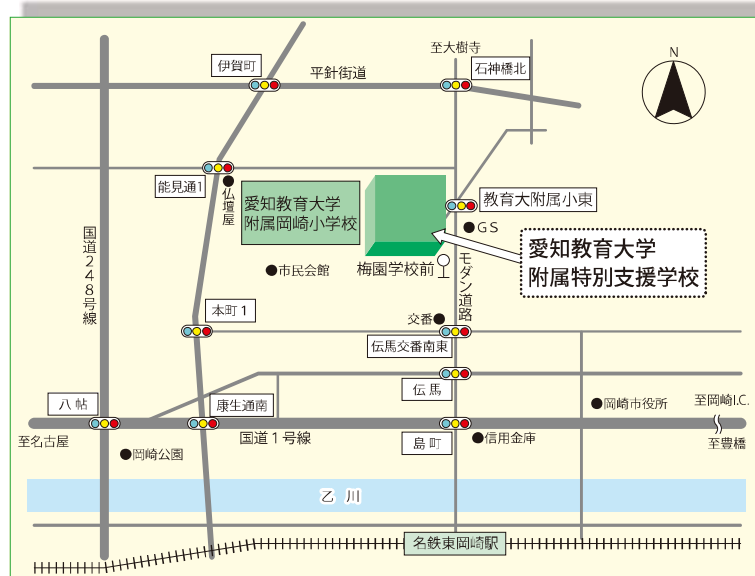 至大樹寺
伊賀町
平針街道
石神橋北
N
能見通1
仏壇屋
愛知教育大学
附属岡崎小学校
教育大附属小東
GS
愛知教育大学
附属特別支援学校
国道248号線
市民会館
梅園学校前
モダン道路
本町1
交番
伝馬交番南東
伝馬
八帖
康生通南
岡崎市役所
至岡崎I.C.
至名古屋
国道1号線
島町
信用金庫
至豊橋
岡崎公園
乙川
名鉄東岡崎駅